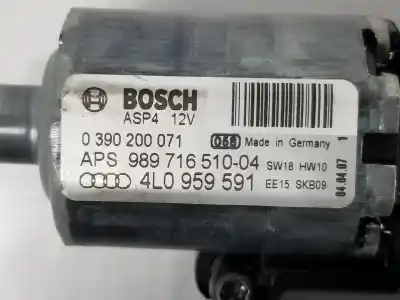 BOSCH
ASP4 12V
0 390 200 071 Made in Germany 1
APS 989 716 510-04 SW18 HW10
4L0 959 591 EE15 SKB09
04.04.07